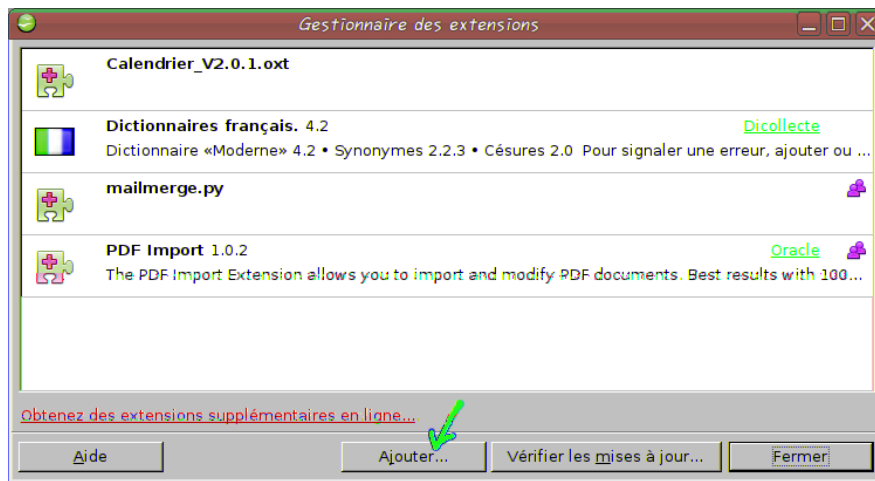 Gestionnaire des extensions
Calendrier_V2.0.1.oxt
Dictionnaires français. 4.2 Dicollecte
Dictionnaire «Moderne» 4.2 • Synonymes 2.2.3 • Césures 2.0 Pour signaler une erreur, ajouter ou ...
mailmerge.py
PDF Import 1.0.2 Oracle
The PDF Import Extension allows you to import and modify PDF documents. Best results with 100...
Obtenez des extensions supplémentaires en ligne...
Aide Ajouter... Vérifier les mises à jour... Fermer